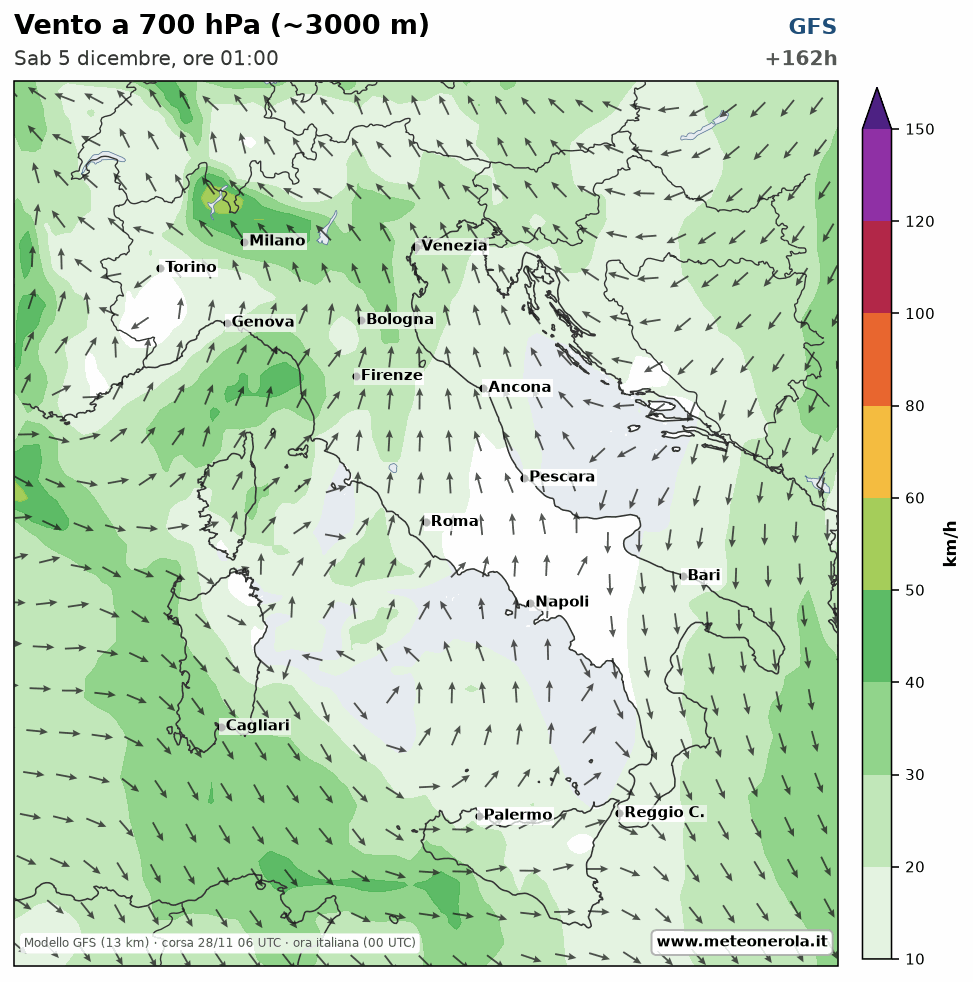 Vento a 700 hPa (~3000 m)
GFS
Sab 5 dicembre, ore 01:00
+162h
Milano
Venezia
Torino
Genova
Bologna
Firenze
Ancona
Pescara
Roma
Bari
Napoli
Cagliari
Palermo
Reggio C.
150
120
100
80
60
50
40
30
20
10
km/h
Modello GFS (13 km) · corsa 28/11 06 UTC · ora italiana (00 UTC)
www.meteonerola.it